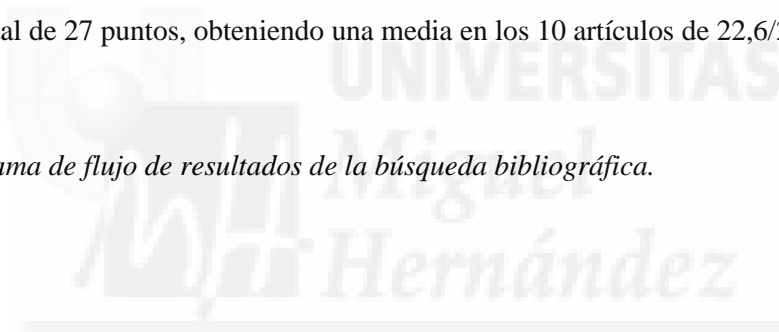 al de 27 puntos, obteniendo una media en los 10 artículos de 22,6/
UNIVERSITAS
ama de flujo de resultados de la búsqueda bibliográfica.
Miguel
Hernández